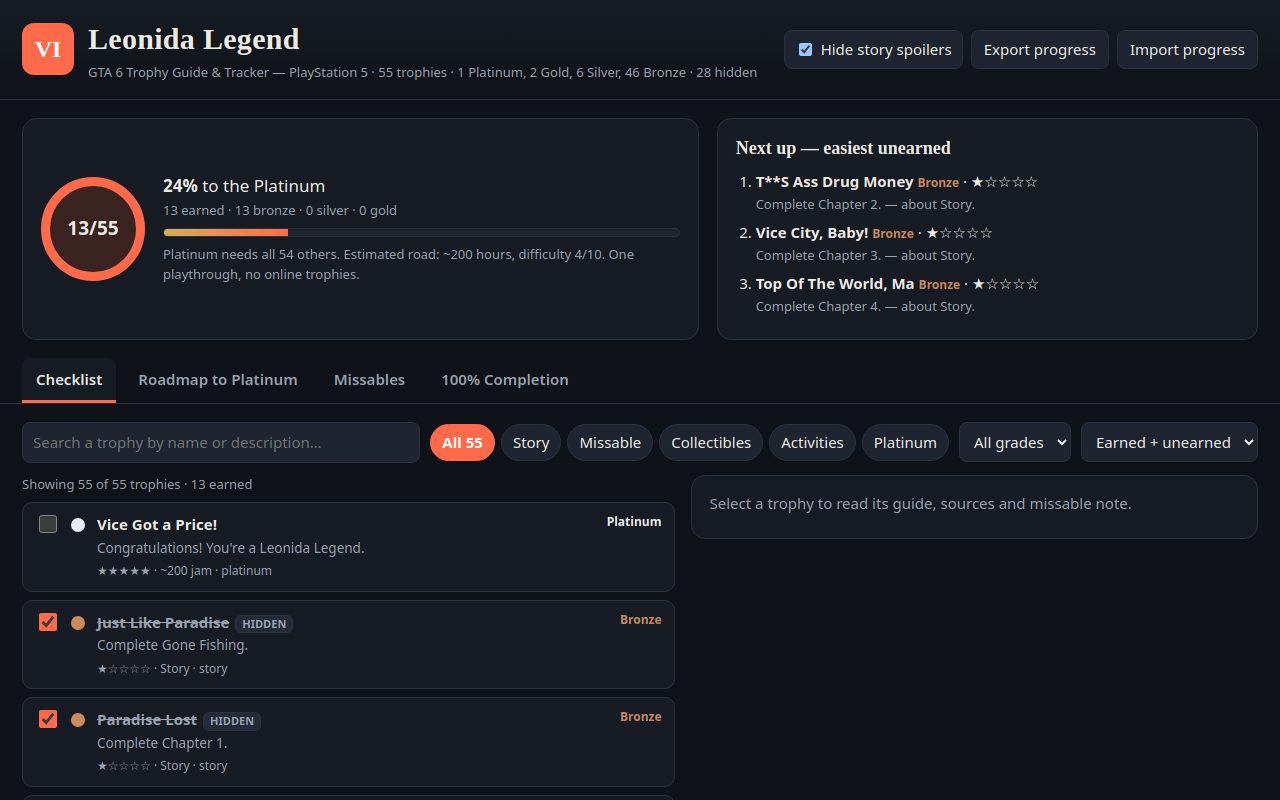 VI
Leonida Legend
GTA 6 Trophy Guide & Tracker — PlayStation 5 · 55 trophies · 1 Platinum, 2 Gold, 6 Silver, 46 Bronze · 28 hidden
Hide story spoilers
Export progress
Import progress
13/55
24% to the Platinum
13 earned · 13 bronze · 0 silver · 0 gold
Platinum needs all 54 others. Estimated road: ~200 hours, difficulty 4/10. One
playthrough, no online trophies.
Next up — easiest unearned
1. T**S Ass Drug Money Bronze · ★☆☆☆☆
Complete Chapter 2. — about Story.
2. Vice City, Baby! Bronze · ★☆☆☆☆
Complete Chapter 3. — about Story.
3. Top Of The World, Ma Bronze · ★☆☆☆☆
Complete Chapter 4. — about Story.
Checklist
Roadmap to Platinum
Missables
100% Completion
Search a trophy by name or description...
All 55
Story
Missable
Collectibles
Activities
Platinum
All grades
Earned + unearned
Showing 55 of 55 trophies · 13 earned
Vice Got a Price!
Platinum
Congratulations! You're a Leonida Legend.
★★★★★ · ~200 jam · platinum
Just Like Paradise HIDDEN
Bronze
Complete Gone Fishing.
★☆☆☆☆ · Story · story
Paradise Lost HIDDEN
Bronze
Complete Chapter 1.
★☆☆☆☆ · Story · story
Select a trophy to read its guide, sources and missable note.